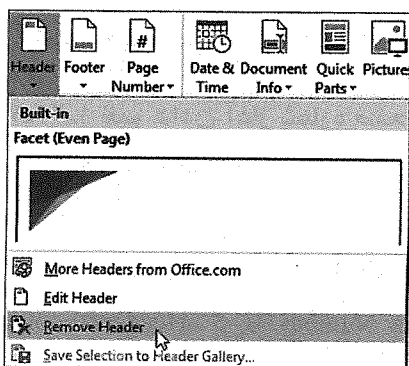 Header Footer Page Number Date & Time Document Info Quick Parts Pictures
Built-in
Facet (Even Page)
More Headers from Office.com
Edit Header
Remove Header
Save Selection to Header Gallery...